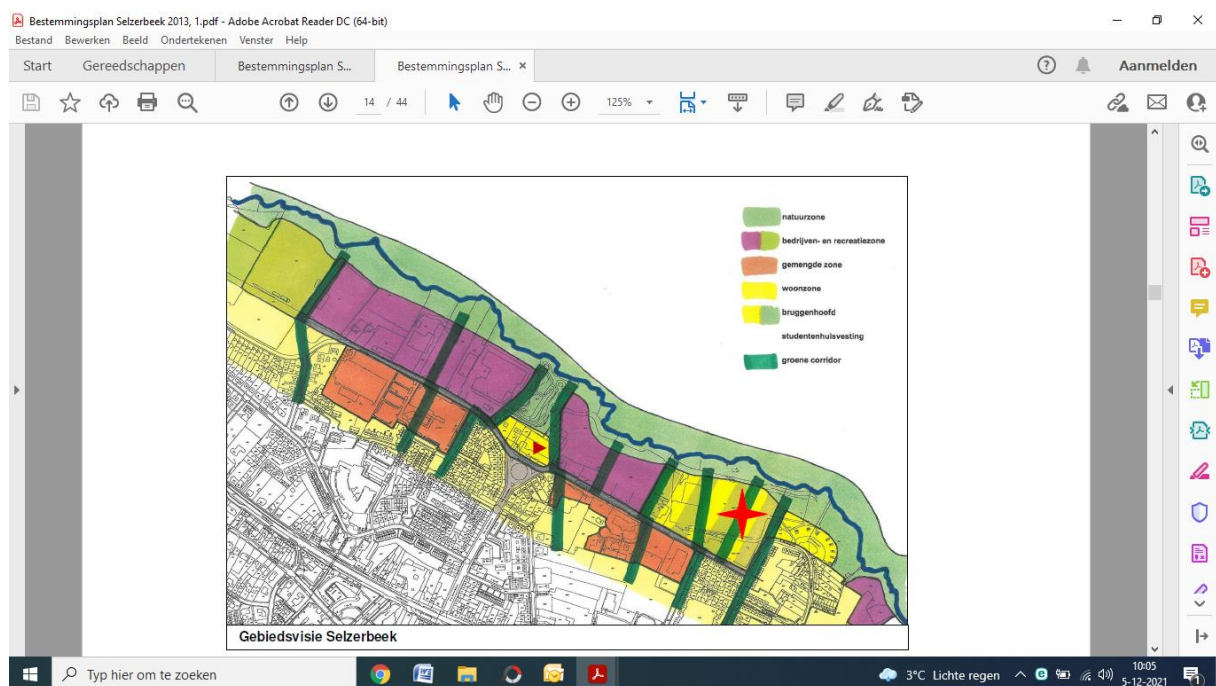 Bestemmingsplan Selzerbeek 2013, 1.pdf - Adobe Acrobat Reader DC (64-bit)
Bestand Bewerken Beeld Ondertekenen Venster Help
Start Gereedschappen Bestemmingsplan S... Bestemmingsplan S... × Aanmelden
14 / 44 125%
natuurzone
bedrijven- en recreatiezone
gemengde zone
woonzone
bruggenhoofd
studentenhuisvesting
groene corridor
Gebiedsvisie Selzerbeek
Typ hier om te zoeken
3°C Lichte regen
10:05
5-12-2021